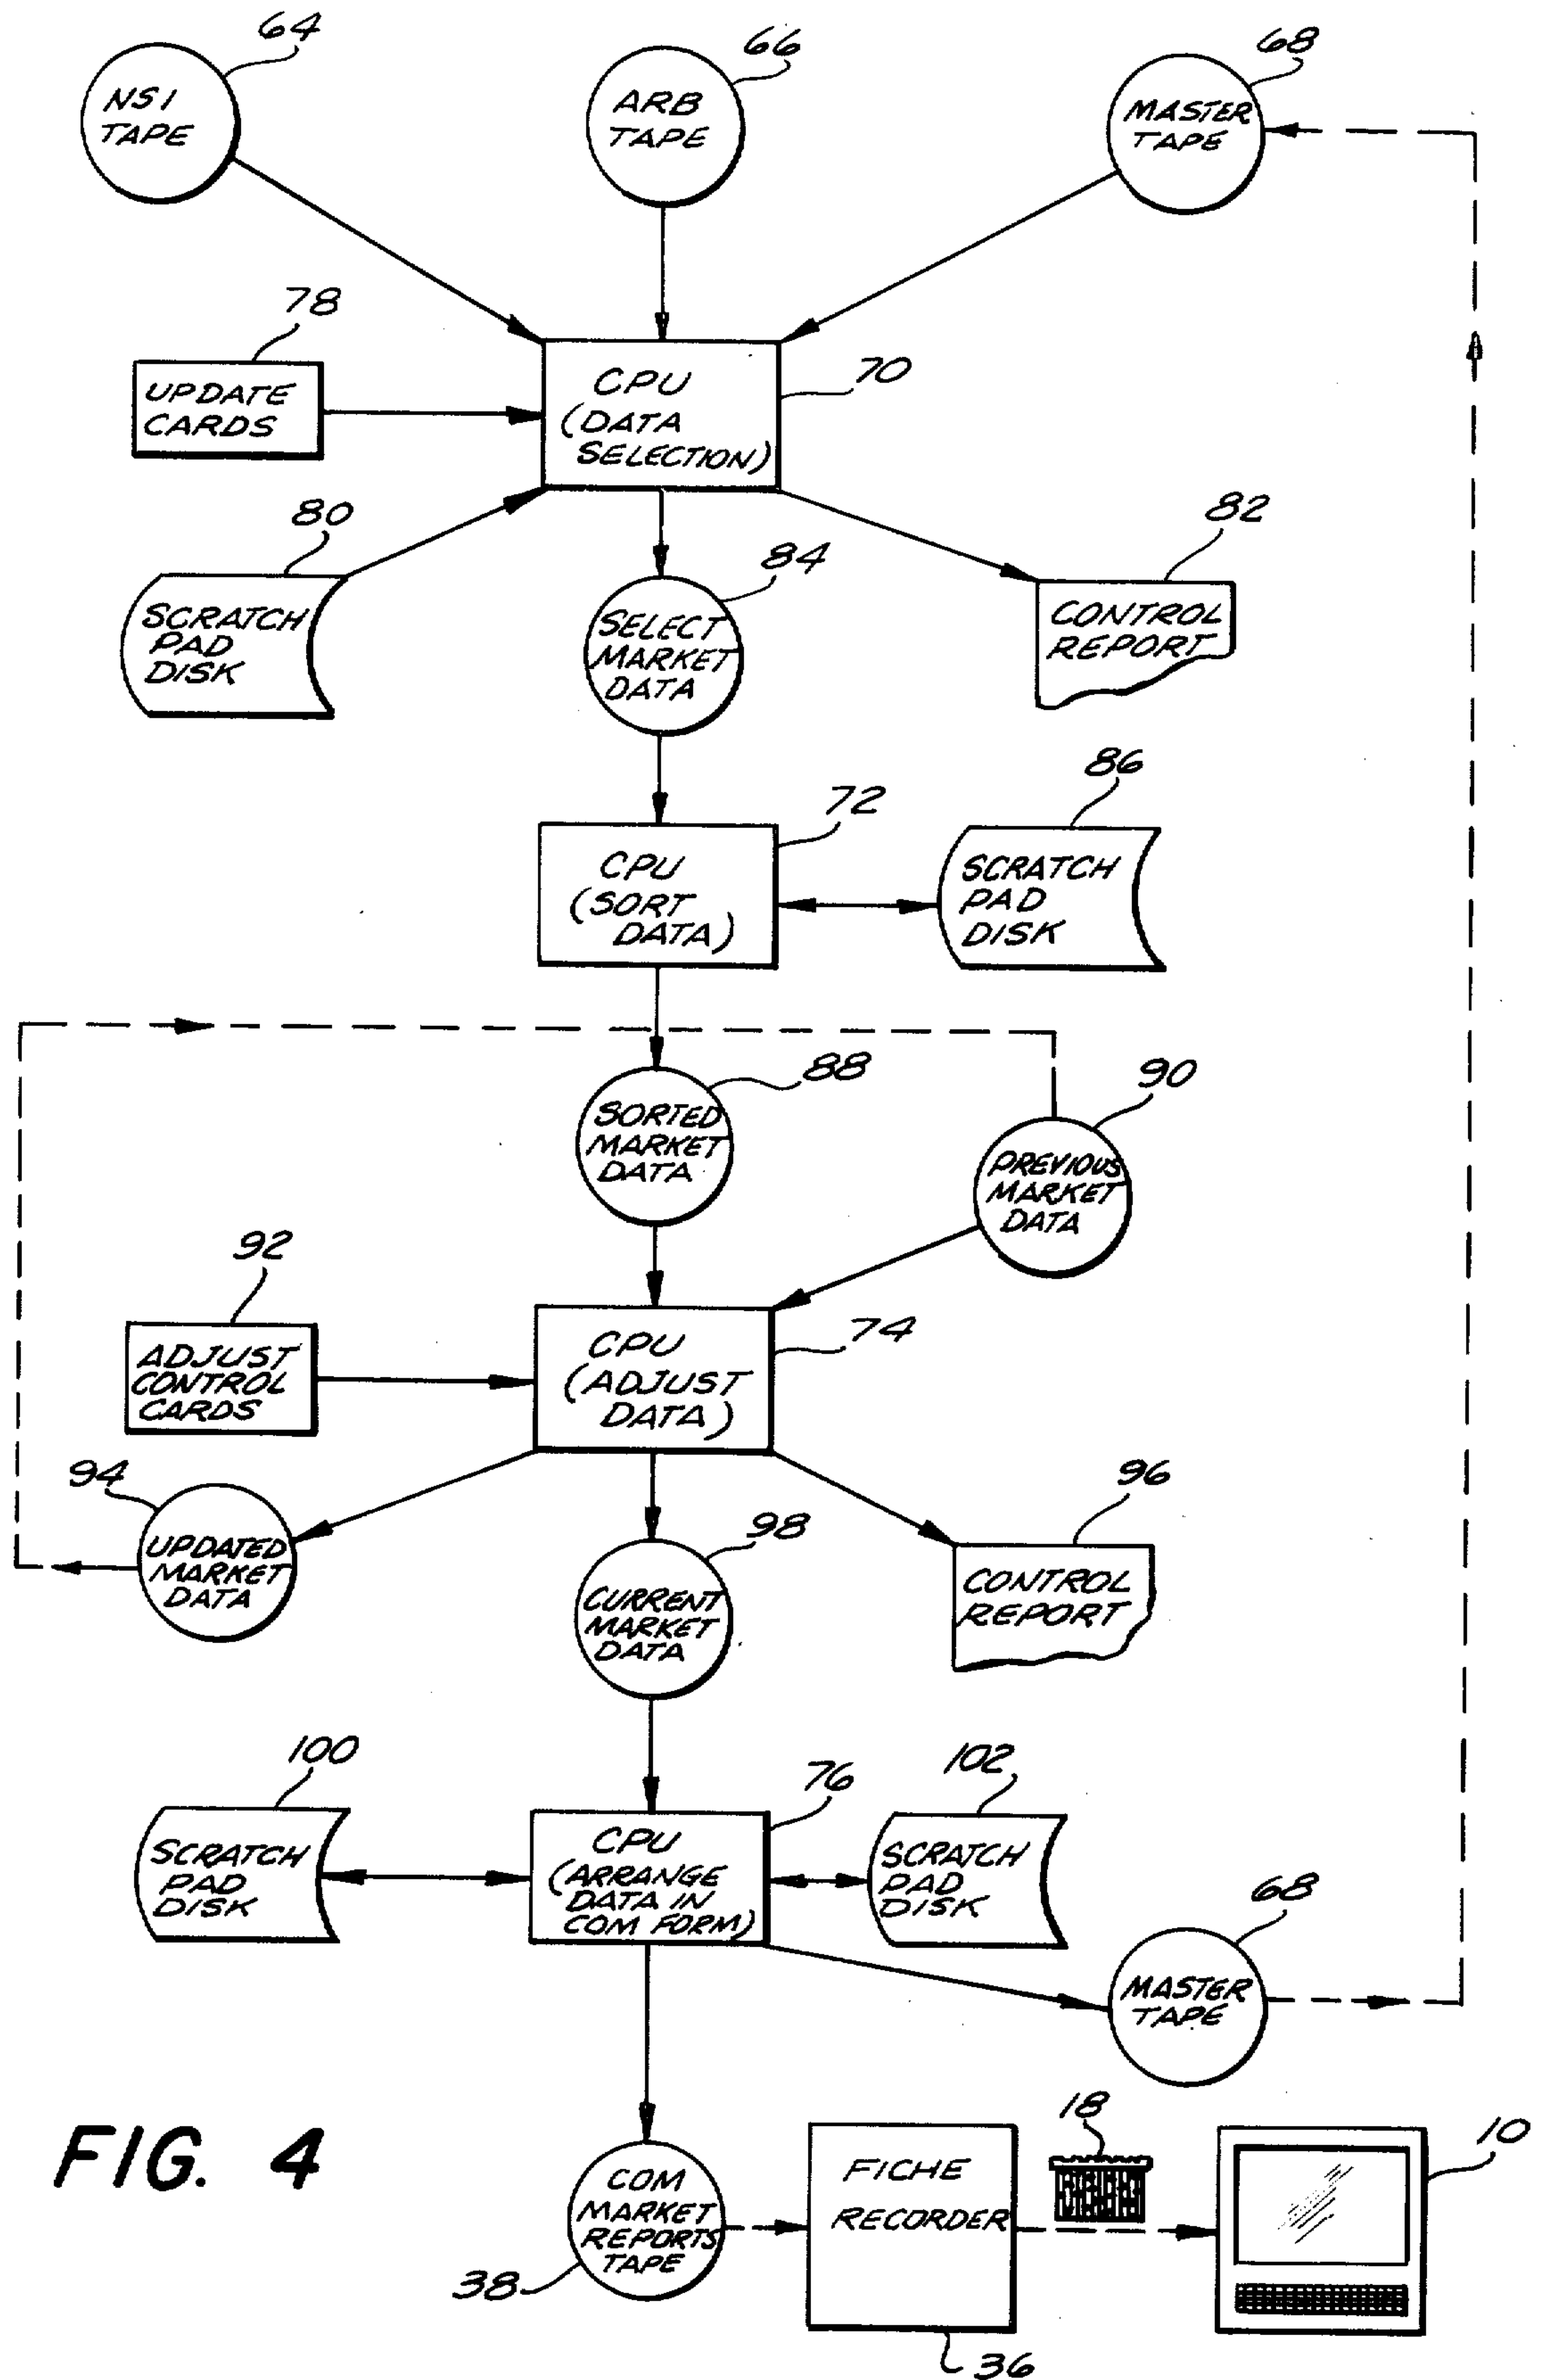 64
66
68
NSI
TAPE
ARB
TAPE
MASTER
TAPE
78
UPDATE
CARDS
CPU
(DATA
SELECTION)
70
80
SCRATCH
PAD
DISK
84
SELECT
MARKET
DATA
82
CONTROL
REPORT
72
CPU
(SORT
DATA)
86
SCRATCH
PAD
DISK
88
SORTED
MARKET
DATA
90
PREVIOUS
MARKET
DATA
92
ADJUST
CONTROL
CARDS
CPU
(ADJUST
DATA)
74
94
UPDATED
MARKET
DATA
98
CURRENT
MARKET
DATA
96
CONTROL
REPORT
100
SCRATCH
PAD
DISK
76
CPU
(ARRANGE
DATA IN
COM FORM)
102
SCRATCH
PAD
DISK
68
MASTER
TAPE
FIG. 4
COM
MARKET
REPORTS
TAPE
38
FICHE
RECORDER
36
18
10